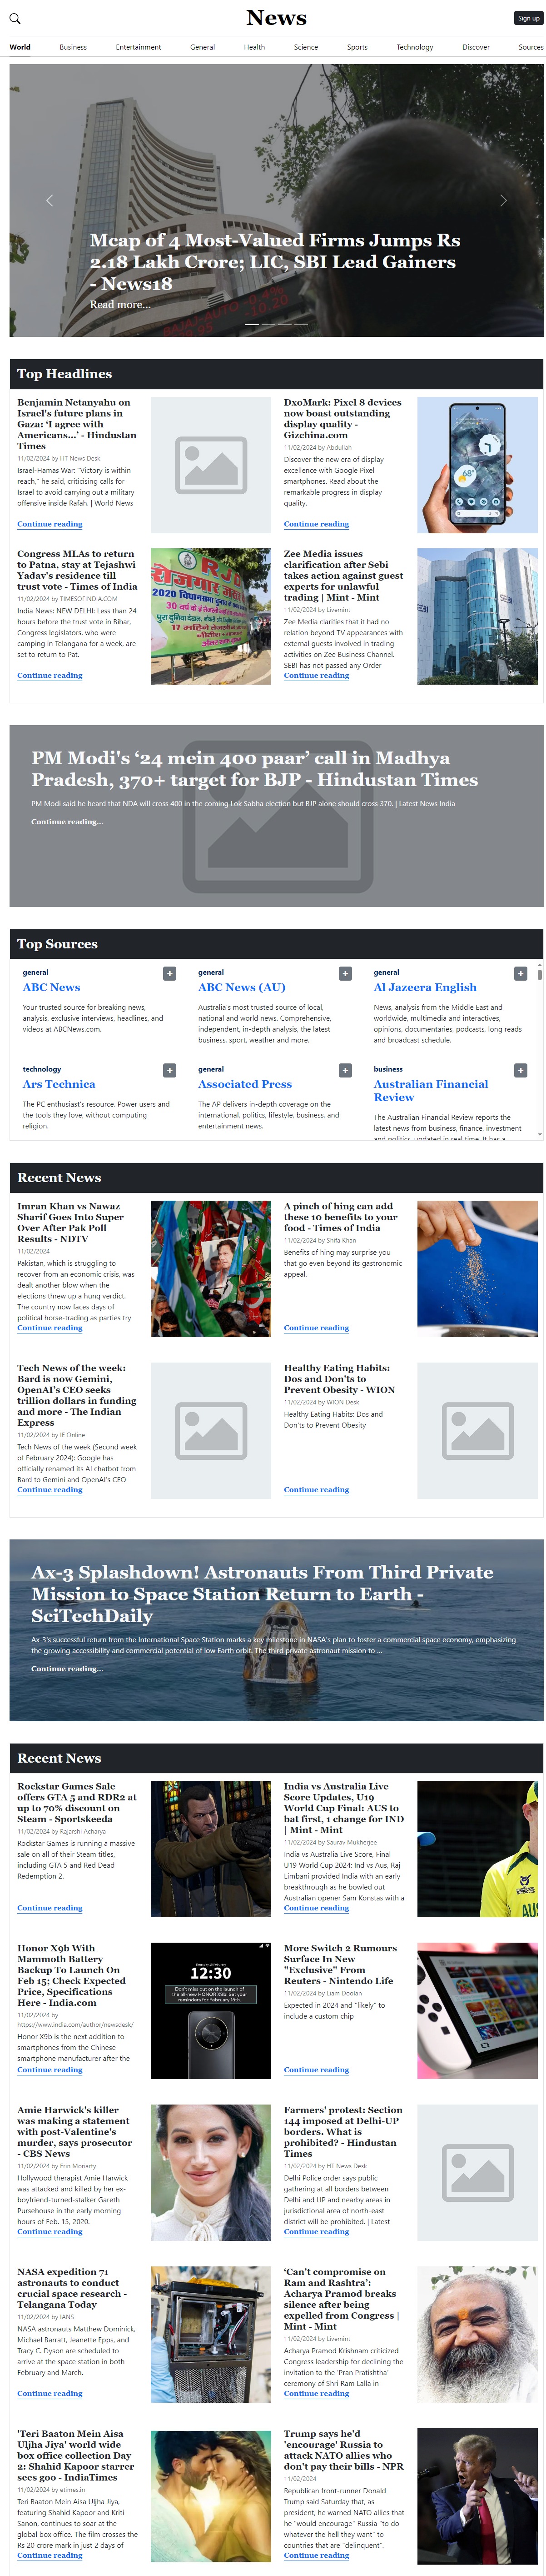 News
Sign up
World Business Entertainment General Health Science Sports Technology Discover Sources
Mcap of 4 Most-Valued Firms Jumps Rs
2.18 Lakh Crore; LIC, SBI Lead Gainers
- News18
Read more...
Top Headlines
Benjamin Netanyahu on
Israel's future plans in
Gaza: ‘I agree with
Americans...’ - Hindustan
Times
11/02/2024 by HT News Desk
Israel-Hamas War: “Victory is within
reach,” he said, criticising calls for
Israel to avoid carrying out a military
offensive inside Rafah. | World News
Continue reading
DxoMark: Pixel 8 devices
now boast outstanding
display quality -
Gizchina.com
11/02/2024 by Abdullah
Discover the new era of display
excellence with Google Pixel
smartphones. Read about the
remarkable progress in display
quality.
Continue reading
Congress MLAs to return
to Patna, stay at Tejashwi
Yadav's residence till
trust vote - Times of India
11/02/2024 by TIMESOFINDIA.COM
India News: NEW DELHI: Less than 24
hours before the trust vote in Bihar,
Congress legislators, who were
camping in Telangana for a week, are
set to return to Pat.
Continue reading
Zee Media issues
clarification after Sebi
takes action against guest
experts for unlawful
trading | Mint - Mint
11/02/2024 by Livemint
Zee Media clarifies that it had no
relation beyond TV appearances with
external guests involved in trading
activities on Zee Business Channel.
SEBI has not passed any Order
Continue reading
PM Modi's ‘24 mein 400 paar’ call in Madhya
Pradesh, 370+ target for BJP - Hindustan Times
PM Modi said he heard that NDA will cross 400 in the coming Lok Sabha election but BJP alone should cross 370. | Latest News India
Continue reading...
Top Sources
general
ABC News
Your trusted source for breaking news,
analysis, exclusive interviews, headlines, and
videos at ABCNews.com.
general
ABC News (AU)
Australia's most trusted source of local,
national and world news. Comprehensive,
independent, in-depth analysis, the latest
business, sport, weather and more.
general
Al Jazeera English
News, analysis from the Middle East and
worldwide, multimedia and interactives,
opinions, documentaries, podcasts, long reads
and broadcast schedule.
technology
Ars Technica
The PC enthusiast's resource. Power users and
the tools they love, without computing
religion.
general
Associated Press
The AP delivers in-depth coverage on the
international, politics, lifestyle, business, and
entertainment news.
business
Australian Financial
Review
The Australian Financial Review reports the
latest news from business, finance, investment
and politics, updated in real time. It has a
Recent News
Imran Khan vs Nawaz
Sharif Goes Into Super
Over After Pak Poll
Results - NDTV
11/02/2024
Pakistan, which is struggling to
recover from an economic crisis, was
dealt another blow when the
elections threw up a hung verdict.
The country now faces days of
political horse-trading as parties try
Continue reading
A pinch of hing can add
these 10 benefits to your
food - Times of India
11/02/2024 by Shifa Khan
Benefits of hing may surprise you
that go even beyond its gastronomic
appeal.
Continue reading
Tech News of the week:
Bard is now Gemini,
OpenAI’s CEO seeks
trillion dollars in funding
and more - The Indian
Express
11/02/2024 by IE Online
Tech News of the week (Second week
of February 2024): Google has
officially renamed its AI chatbot from
Bard to Gemini and OpenAI's CEO
Continue reading
Healthy Eating Habits:
Dos and Don'ts to
Prevent Obesity - WION
11/02/2024 by WION Desk
Healthy Eating Habits: Dos and
Don'ts to Prevent Obesity
Continue reading
Ax-3 Splashdown! Astronauts From Third Private
Mission to Space Station Return to Earth -
SciTechDaily
Ax-3's successful return from the International Space Station marks a key milestone in NASA's plan to foster a commercial space economy, emphasizing
the growing accessibility and commercial potential of low Earth orbit. The third private astronaut mission to ...
Continue reading...
Recent News
Rockstar Games Sale
offers GTA 5 and RDR2 at
up to 70% discount on
Steam - Sportskeeda
11/02/2024 by Rajarshi Acharya
Rockstar Games is running a massive
sale on all of their Steam titles,
including GTA 5 and Red Dead
Redemption 2.
Continue reading
India vs Australia Live
Score Updates, U19
World Cup Final: AUS to
bat first, 1 change for IND
| Mint - Mint
11/02/2024 by Saurav Mukherjee
India vs Australia Live Score, Final
U19 World Cup 2024: Ind vs Aus, Raj
Limbani provided India with an early
breakthrough as he bowled out
Australian opener Sam Konstas with a
Continue reading
Honor X9b With
Mammoth Battery
Backup To Launch On
Feb 15; Check Expected
Price, Specifications
Here - India.com
11/02/2024 by
https://www.india.com/author/newsdesk/
Honor X9b is the next addition to
smartphones from the Chinese
smartphone manufacturer after the
Continue reading
12:30
More Switch 2 Rumours
Surface In New
"Exclusive" From
Reuters - Nintendo Life
11/02/2024 by Liam Doolan
Expected in 2024 and "likely" to
include a custom chip
Continue reading
Amie Harwick's killer
was making a statement
with post-Valentine's
murder, says prosecutor
- CBS News
11/02/2024 by Erin Moriarty
Hollywood therapist Amie Harwick
was attacked and killed by her ex-
boyfriend-turned-stalker Gareth
Pursehouse in the early morning
hours of Feb. 15, 2020.
Continue reading
Farmers' protest: Section
144 imposed at Delhi-UP
borders. What is
prohibited? - Hindustan
Times
11/02/2024 by HT News Desk
Delhi Police order says public
gathering at all borders between
Delhi and UP and nearby areas in
jurisdictional area of north-east
district will be prohibited. | Latest
Continue reading
NASA expedition 71
astronauts to conduct
crucial space research -
Telangana Today
11/02/2024 by IANS
NASA astronauts Matthew Dominick,
Michael Barratt, Jeanette Epps, and
Tracy C. Dyson are scheduled to
arrive at the space station in both
February and March.
Continue reading
‘Can't compromise on
Ram and Rashtra’:
Acharya Pramod breaks
silence after being
expelled from Congress |
Mint - Mint
11/02/2024 by Livemint
Acharya Pramod Krishnam criticized
Congress leadership for declining the
invitation to the 'Pran Pratishtha'
ceremony of Shri Ram Lalla in
Continue reading
'Teri Baaton Mein Aisa
Uljha Jiya' world wide
box office collection Day
2: Shahid Kapoor starrer
sees 900 - IndiaTimes
11/02/2024 by etimes.in
Teri Baaton Mein Aisa Uljha Jiya,
featuring Shahid Kapoor and Kriti
Sanon, continues to soar at the
global box office. The film crosses the
Rs 20 crore mark in just 2 days of
Continue reading
Trump says he'd
'encourage' Russia to
attack NATO allies who
don't pay their bills - NPR
11/02/2024
Republican front-runner Donald
Trump said Saturday that, as
president, he warned NATO allies that
he "would encourage" Russia "to do
whatever the hell they want" to
countries that are "delinquent".
Continue reading